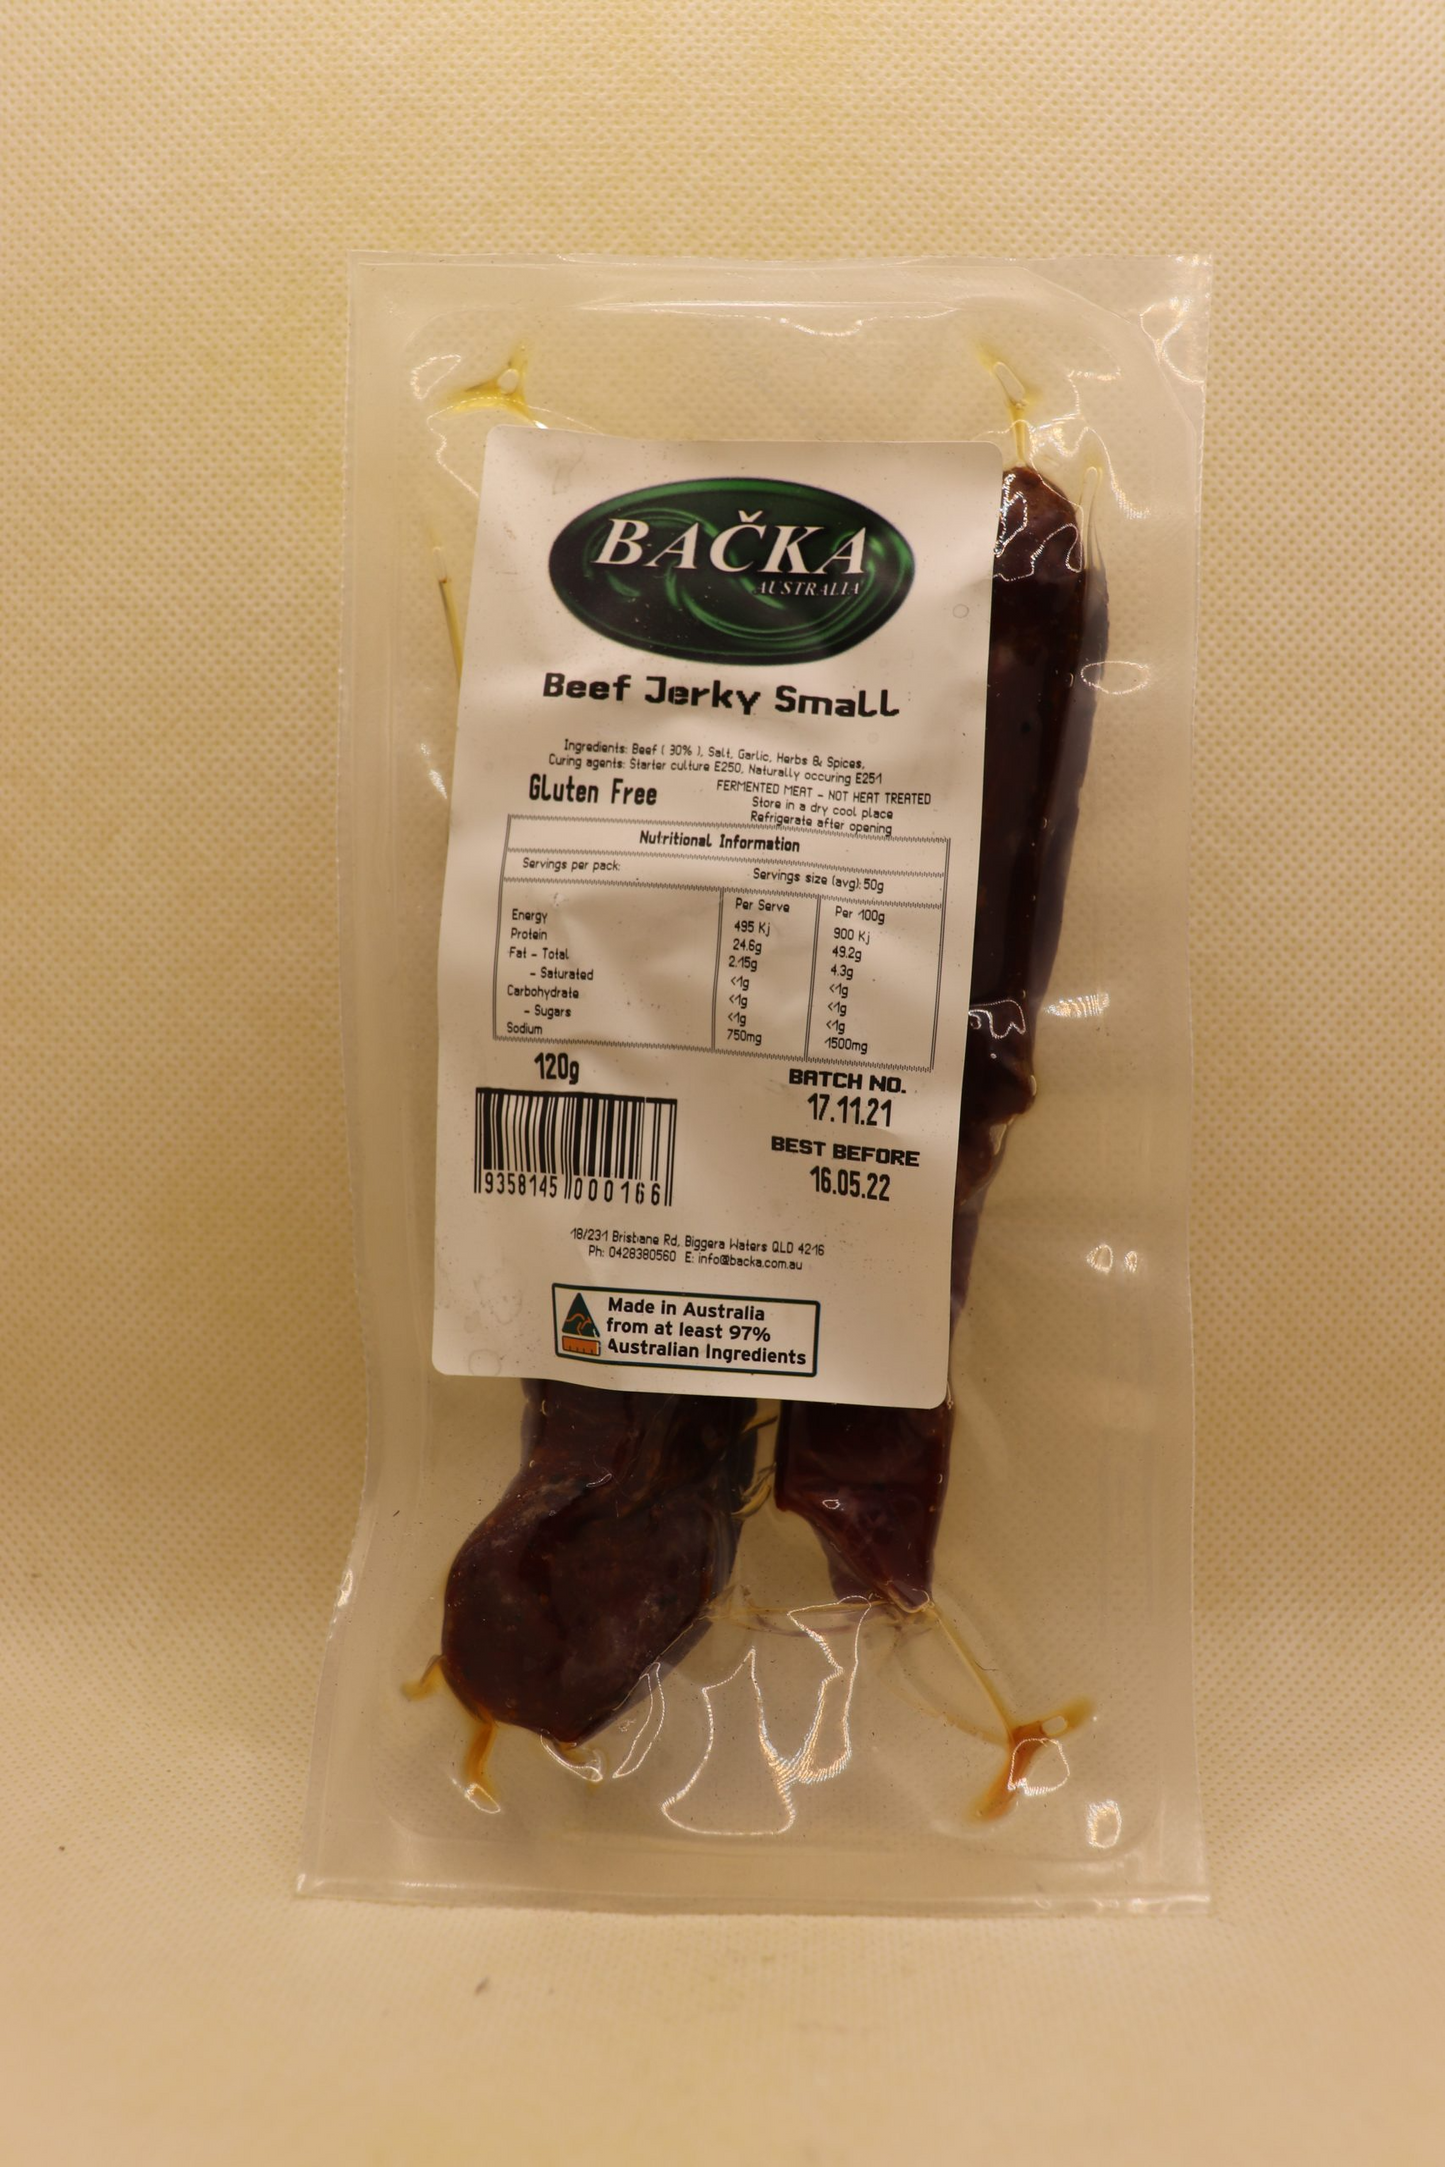 BAČKA
AUSTRALIA
Beef Jerky Small
Ingredients: Beef ( 30% ), Salt, Garlic, Herbs & Spices,
Curing agents: Starter culture E250, Naturally occuring E251
Gluten Free
FERMENTED MEAT - NOT HEAT TREATED
Store in a dry cool place
Refrigerate after opening
Nutritional Information
Servings per pack: Servings size (avg): 50g
Per Serve Per 100g
Energy 495 Kj 900 Kj
Protein 24.6g 49.2g
Fat - Total 2.15g 4.3g
- Saturated <1g <1g
Carbohydrate <1g <1g
- Sugars <1g <1g
Sodium 750mg 1500mg
120g
BATCH NO.
17.11.21
BEST BEFORE
16.05.22
9358145 000166
18/231 Brisbane Rd, Biggera Waters QLD 4216
Ph: 0428380560 E: info@backa.com.au
Made in Australia
from at least 97%
Australian Ingredients